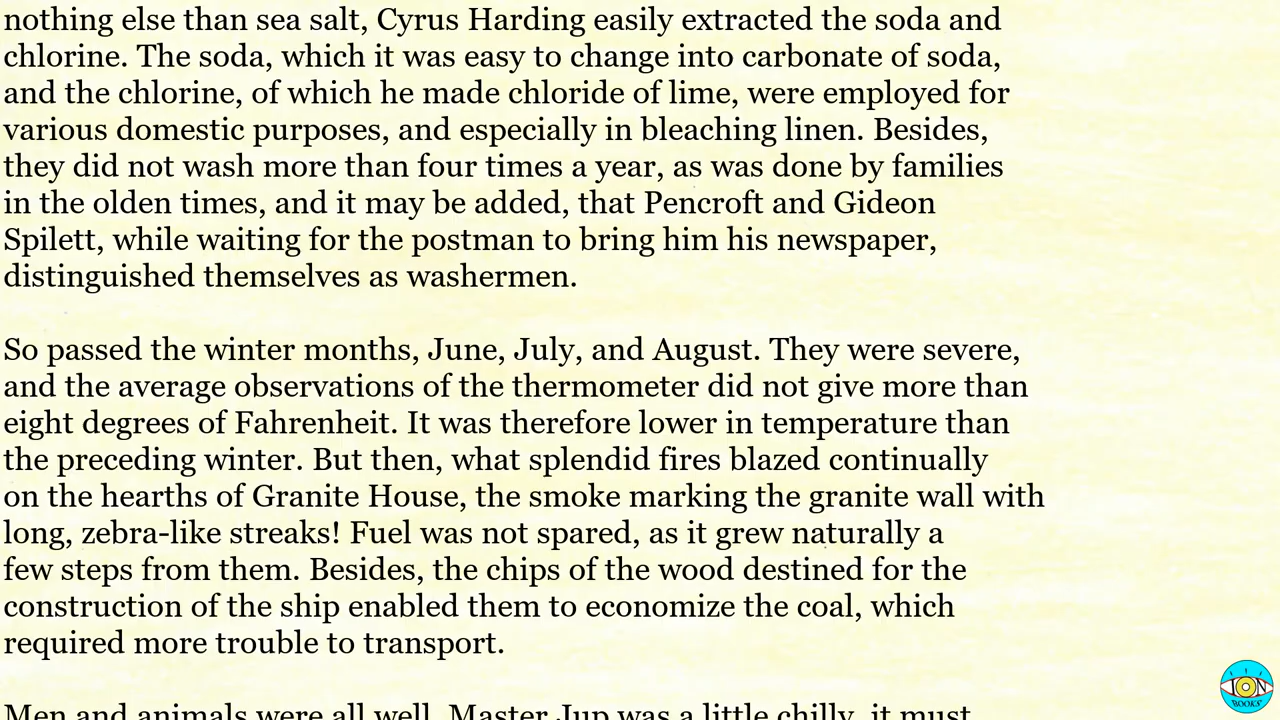 nothing else than sea salt, Cyrus Harding easily extracted the soda and
chlorine. The soda, which it was easy to change into carbonate of soda,
and the chlorine, of which he made chloride of lime, were employed for
various domestic purposes, and especially in bleaching linen. Besides,
they did not wash more than four times a year, as was done by families
in the olden times, and it may be added, that Pencroft and Gideon
Spilett, while waiting for the postman to bring him his newspaper,
distinguished themselves as washermen.
So passed the winter months, June, July, and August. They were severe,
and the average observations of the thermometer did not give more than
eight degrees of Fahrenheit. It was therefore lower in temperature than
the preceding winter. But then, what splendid fires blazed continually
on the hearths of Granite House, the smoke marking the granite wall with
long, zebra-like streaks! Fuel was not spared, as it grew naturally a
few steps from them. Besides, the chips of the wood destined for the
construction of the ship enabled them to economize the coal, which
required more trouble to transport.
Men and animals were all well. Master Jup was a little chilly, it must
ION
BOOKS